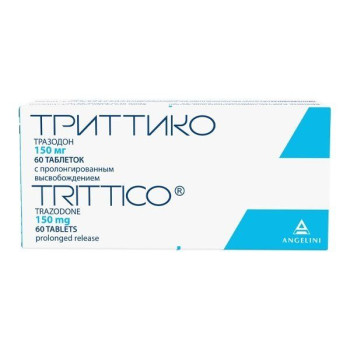 ТРИТТИКО
ТРАЗОДОН
150 мг
60 ТАБЛЕТОК
с пролонгированным
высвобождением
TRITTICO®
TRAZODONE
150 mg
60 TABLETS
prolonged release
ANGELINI